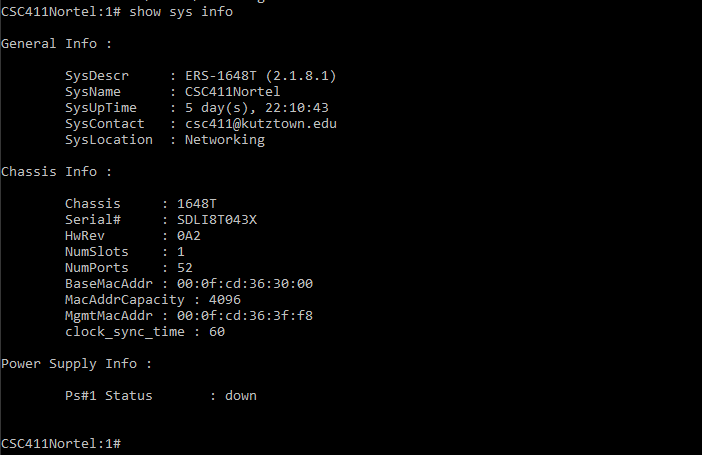 CSC411Nortel:1# show sys info
General Info :
SysDescr : ERS-1648T (2.1.8.1)
SysName : CSC411Nortel
SysUpTime : 5 day(s), 22:10:43
SysContact : csc411@kutztown.edu
SysLocation : Networking
Chassis Info :
Chassis : 1648T
Serial# : SDLI8T043X
HwRev : 0A2
NumSlots : 1
NumPorts : 52
BaseMacAddr : 00:0f:cd:36:30:00
MacAddrCapacity : 4096
MgmtMacAddr : 00:0f:cd:36:3f:f8
clock_sync_time : 60
Power Supply Info :
Ps#1 Status : down
CSC411Nortel:1#